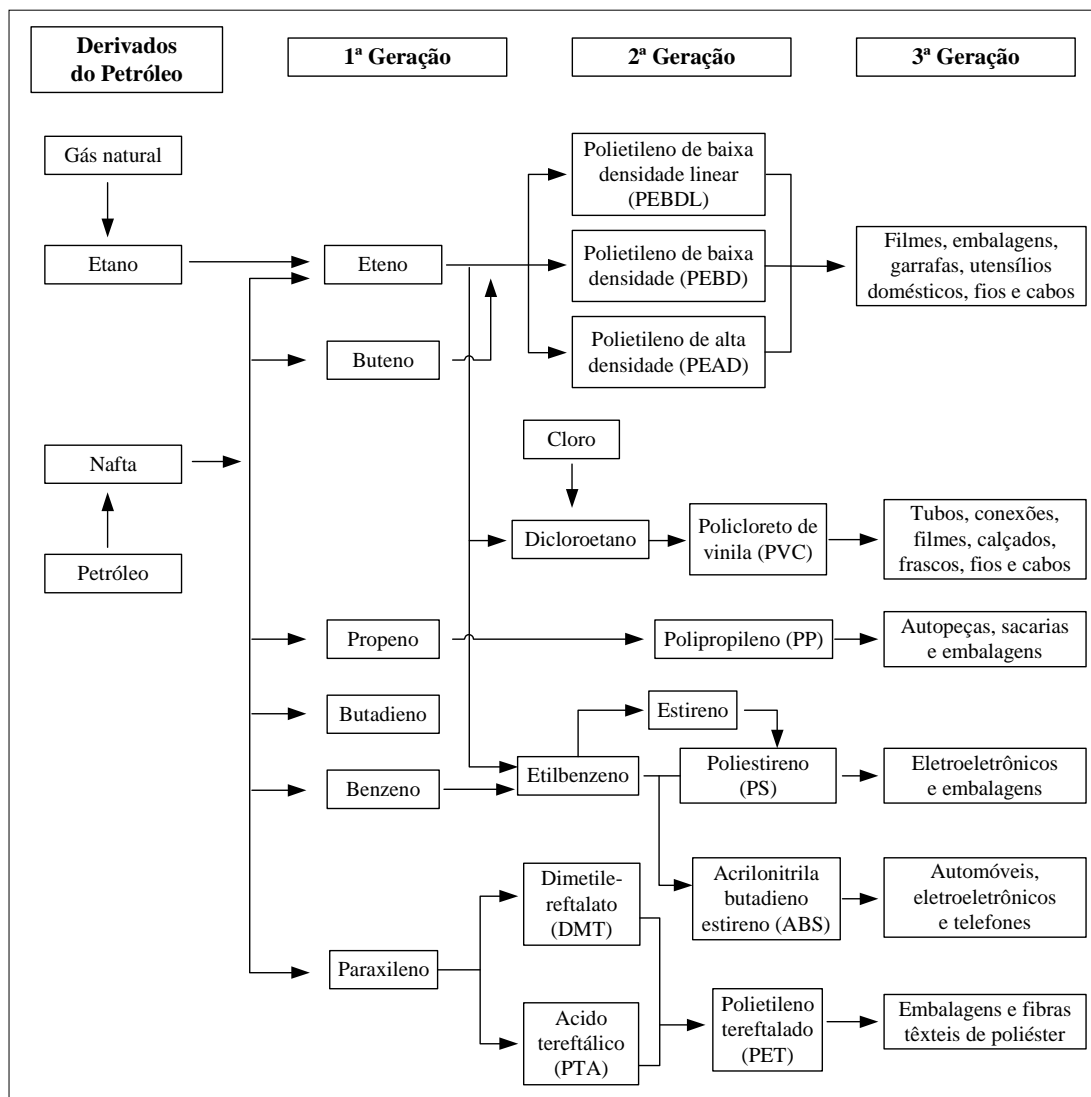 Derivados
do Petróleo
1ª Geração
2ª Geração
3ª Geração
Gás natural
Etano
Nafta
Petróleo
Eteno
Buteno
Propeno
Butadieno
Benzeno
Paraxileno
Polietileno de baixa
densidade linear
(PEBDL)
Polietileno de baixa
densidade (PEBD)
Polietileno de alta
densidade (PEAD)
Filmes, embalagens,
garrafas, utensílios
domésticos, fios e cabos
Cloro
Dicloroetano
Policloreto de
vinila (PVC)
Tubos, conexões,
filmes, calçados,
frascos, fios e cabos
Polipropileno (PP)
Autopeças, sacarias
e embalagens
Estireno
Etilbenzeno
Poliestireno
(PS)
Eletroeletrônicos
e embalagens
Acrilonitrila
butadieno
estireno (ABS)
Automóveis,
eletroeletrônicos
e telefones
Dimetile-
reftalato
(DMT)
Acido
tereftálico
(PTA)
Polietileno
tereftalado
(PET)
Embalagens e fibras
têxteis de poliéster